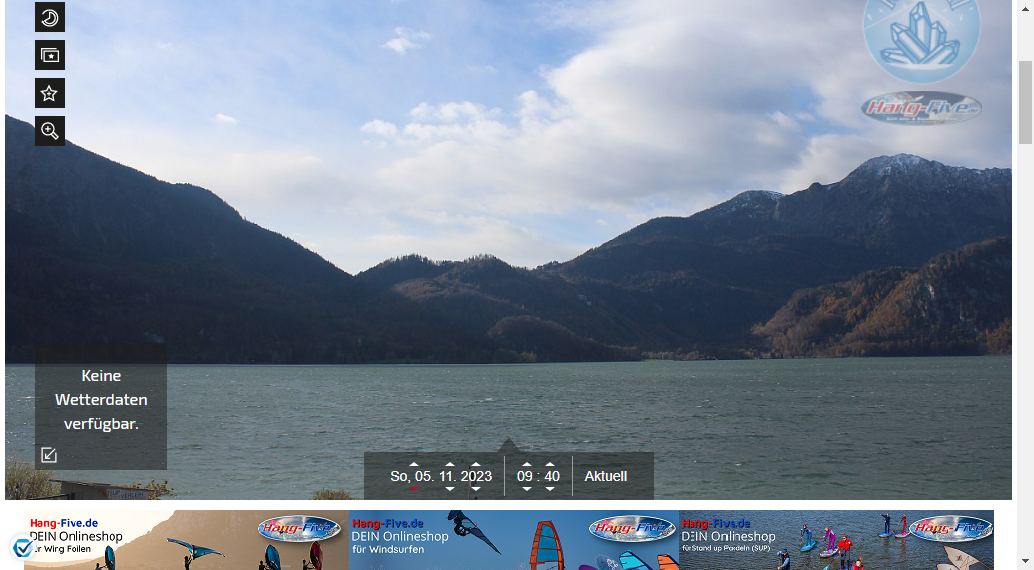 Hang-Five.de
Keine
Wetterdaten
verfügbar.
So, 05. 11. 2023
09 : 40
Aktuell
Hang-Five.de
DEIN Onlineshop
für Wing Foilen
Hang-Five
Hang-Five.de
DEIN Onlineshop
für Windsurfen
Hang-Five
Hang-Five.de
DEIN Onlineshop
für Stand up Paddeln (SUP)
Hang-Five